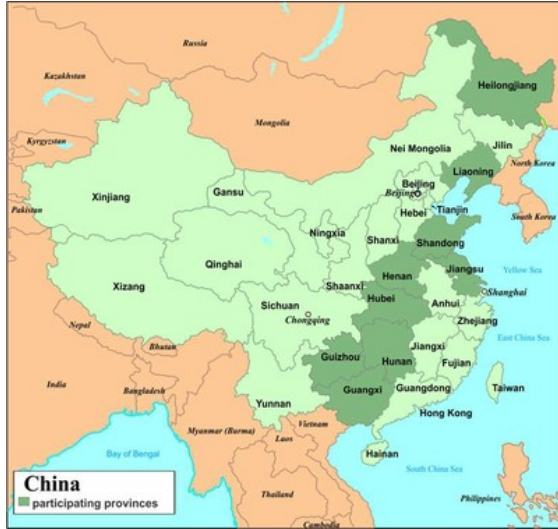 Russia
Kazakhstan
Heilongjiang
Mongolia
Kyrgyzstan
Jilin
Nei Mongolia
Liaoning
North Korea
Beijing
Beijing
Xinjiang
Gansu
Tianjin
Hebei
Pakistan
South Korea
Ningxia
Shanxi
Shandong
Qinghai
Yellow Sea
Henan
Jiangsu
Xizang
Shaanxi
Shanghai
Hubei
Sichuan
Anhui
Chongqing
Zhejiang
Nepal
East China Sea
Bhutan
Jiangxi
Guizhou
Hunan
Fujian
India
Bangladesh
Guangxi
Guangdong
Taiwan
Yunnan
Hong Kong
Myanmar (Burma)
Vietnam
Laos
Bay of Bengal
Hainan
South China Sea
China
participating provinces
Thailand
Philippines
Cambodia